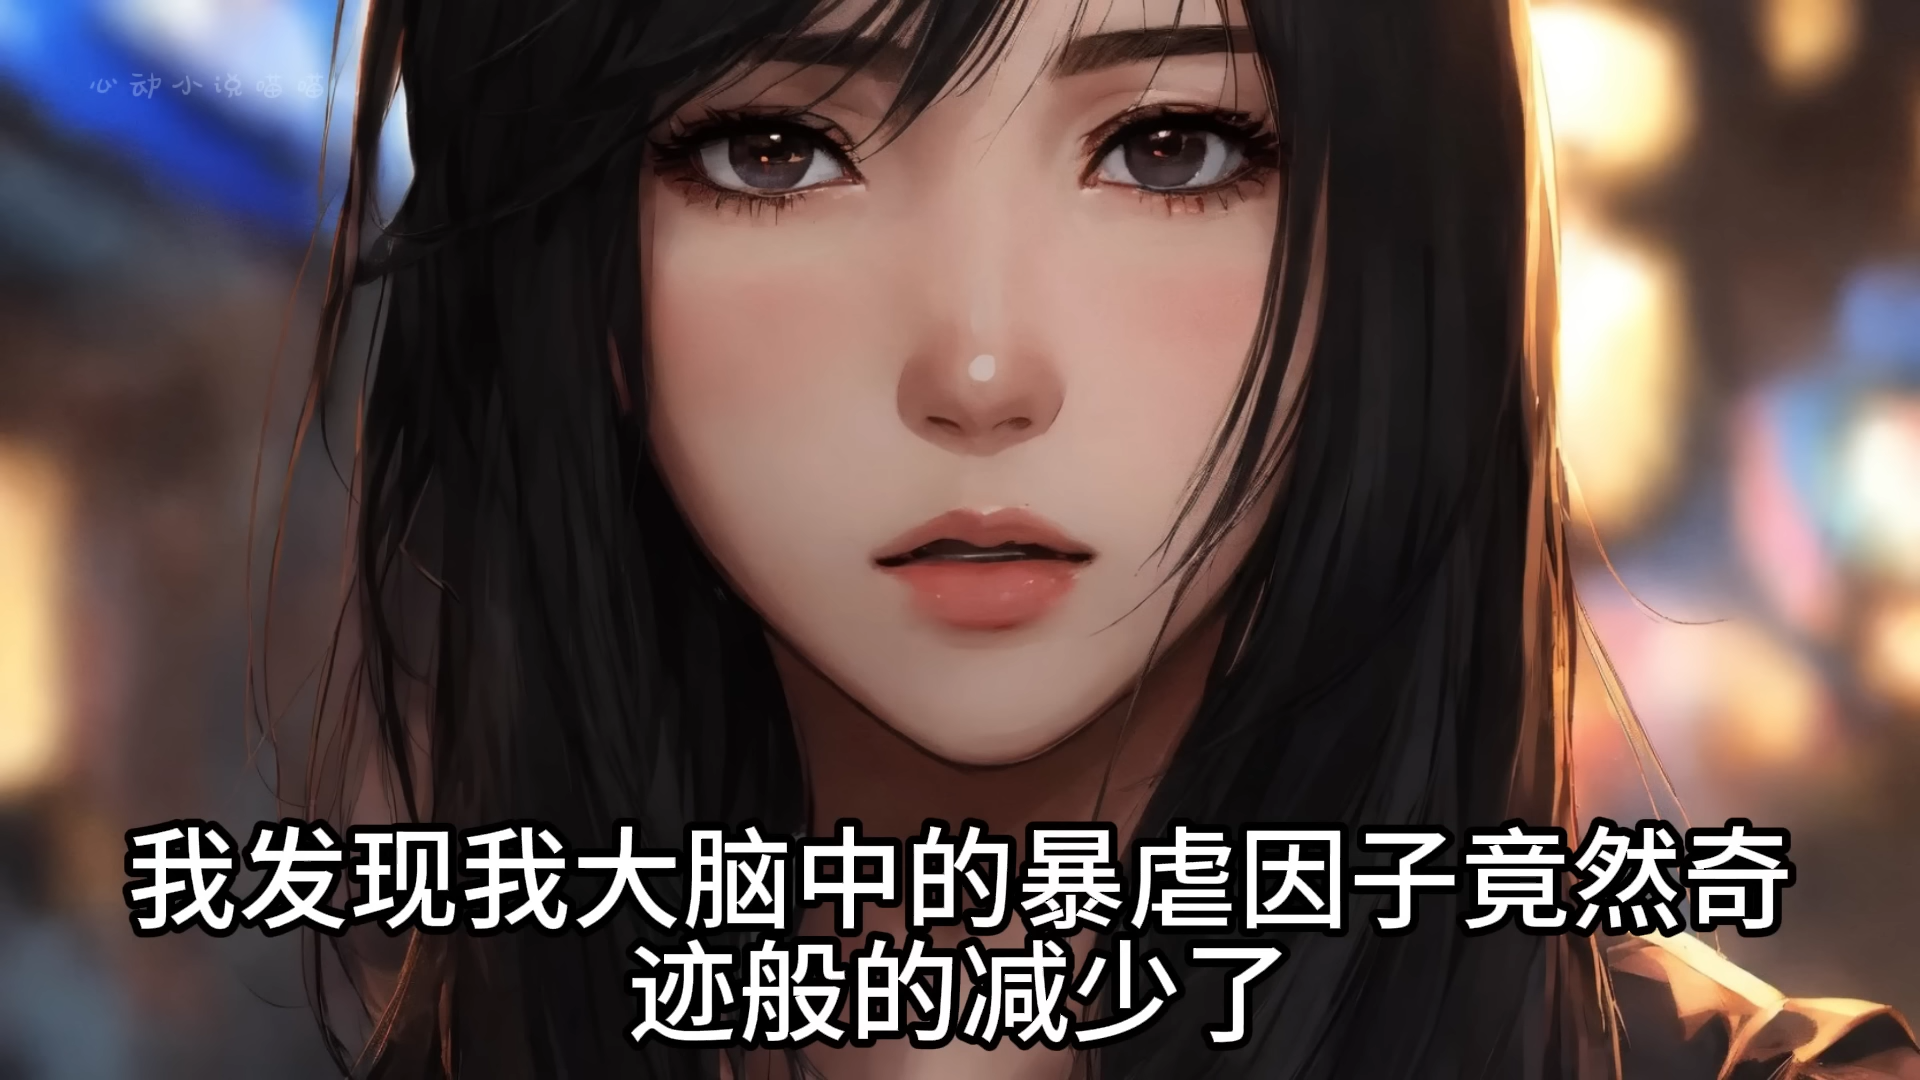 心动小说喵喵
我发现我大脑中的暴虐因子竟然奇
迹般的减少了